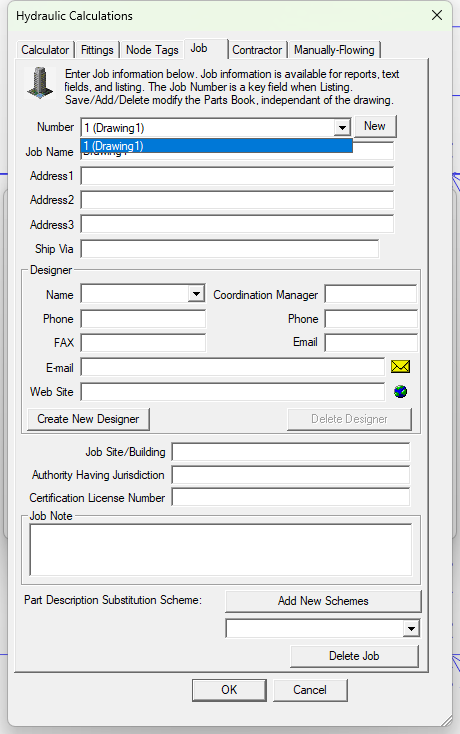 Hydraulic Calculations
Calculator Fittings Node Tags Job Contractor Manually-Flowing
Enter Job information below. Job information is available for reports, text
fields, and listing. The Job Number is a key field when Listing.
Save/Add/Delete modify the Parts Book, independant of the drawing.
Number 1 (Drawing1) New
1 (Drawing1)
Job Name Drawing1
Address1
Address2
Address3
Ship Via
Designer
Name Coordination Manager
Phone Phone
FAX Email
E-mail
Web Site
Create New Designer Delete Designer
Job Site/Building
Authority Having Jurisdiction
Certification License Number
Job Note
Part Description Substitution Scheme: Add New Schemes
Delete Job
OK Cancel